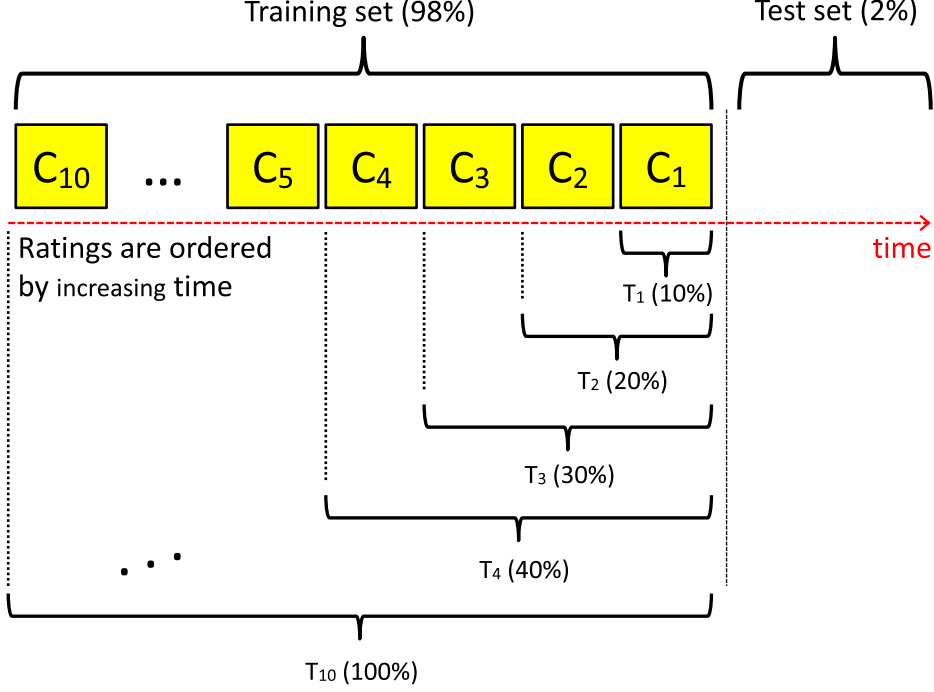 Training set (98%)
Test set (2%)
C10 ... C5 C4 C3 C2 C1
Ratings are ordered
by increasing time
time
T1 (10%)
T2 (20%)
T3 (30%)
T4 (40%)
...
T10 (100%)